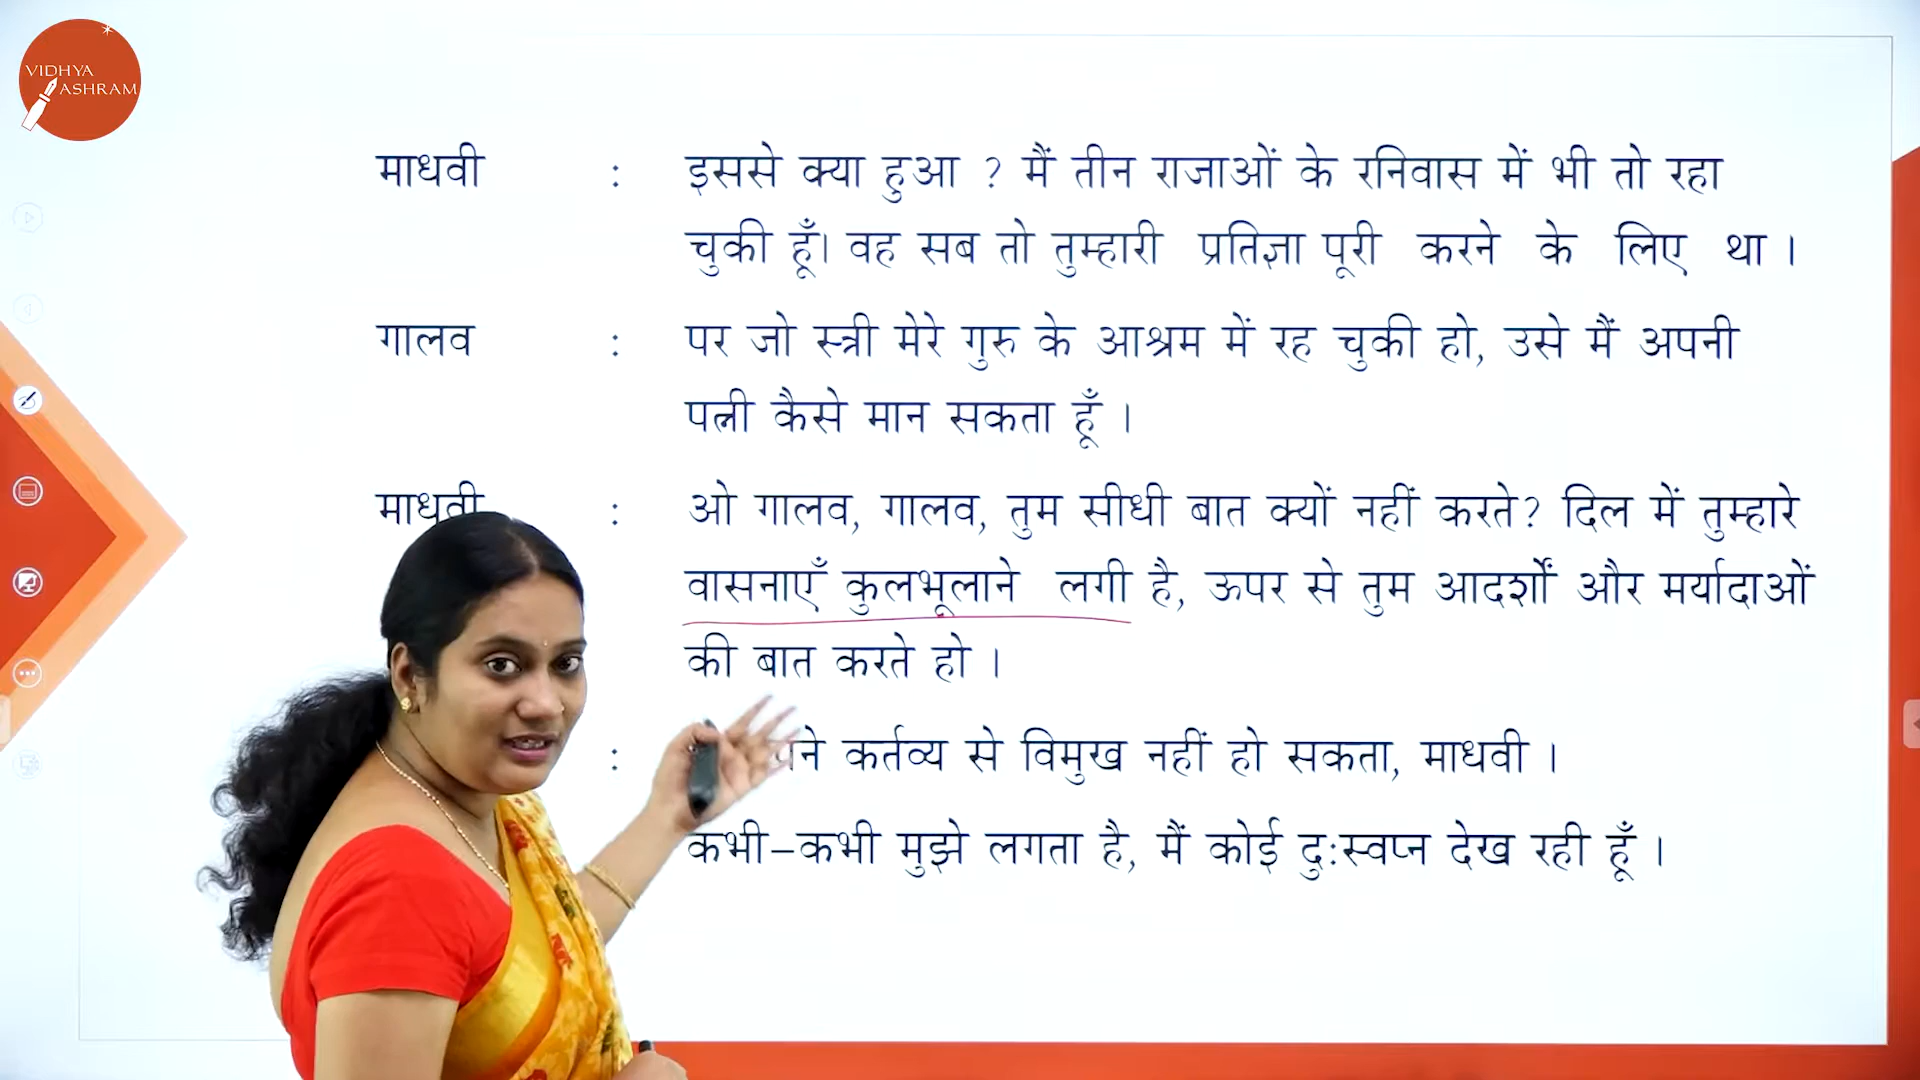 VIDHYA
ASHRAM
माधवी : इससे क्या हुआ ? मैं तीन राजाओं के रनिवास में भी तो रहा
चुकी हूँ। वह सब तो तुम्हारी प्रतिज्ञा पूरी करने के लिए था ।
गालव : पर जो स्त्री मेरे गुरु के आश्रम में रह चुकी हो, उसे मैं अपनी
पत्नी कैसे मान सकता हूँ ।
माधवी : ओ गालव, गालव, तुम सीधी बात क्यों नहीं करते? दिल में तुम्हारे
वासनाएँ कुलभूलाने लगी है, ऊपर से तुम आदर्शों और मर्यादाओं
की बात करते हो ।
: कर्तव्य से विमुख नहीं हो सकता, माधवी ।
कभी–कभी मुझे लगता है, मैं कोई दुःस्वप्न देख रही हूँ ।